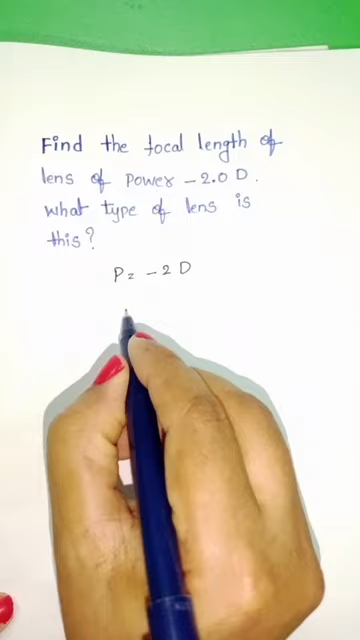 Find the focal length of
lens of power -2.0 D.
what type of lens is
this?
P= -2 D